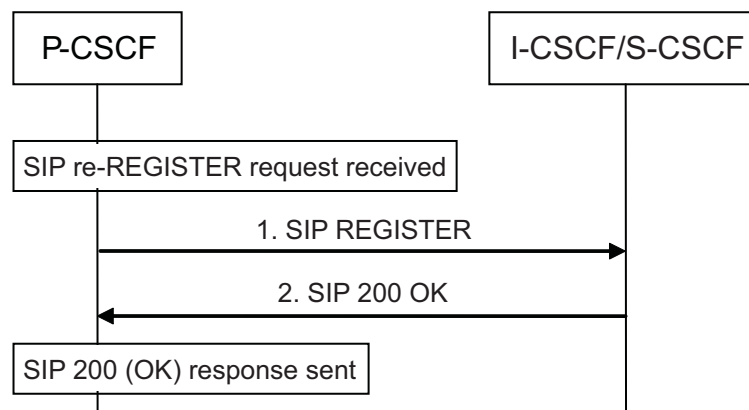 P-CSCF
I-CSCF/S-CSCF
SIP re-REGISTER request received
1. SIP REGISTER
2. SIP 200 OK
SIP 200 (OK) response sent